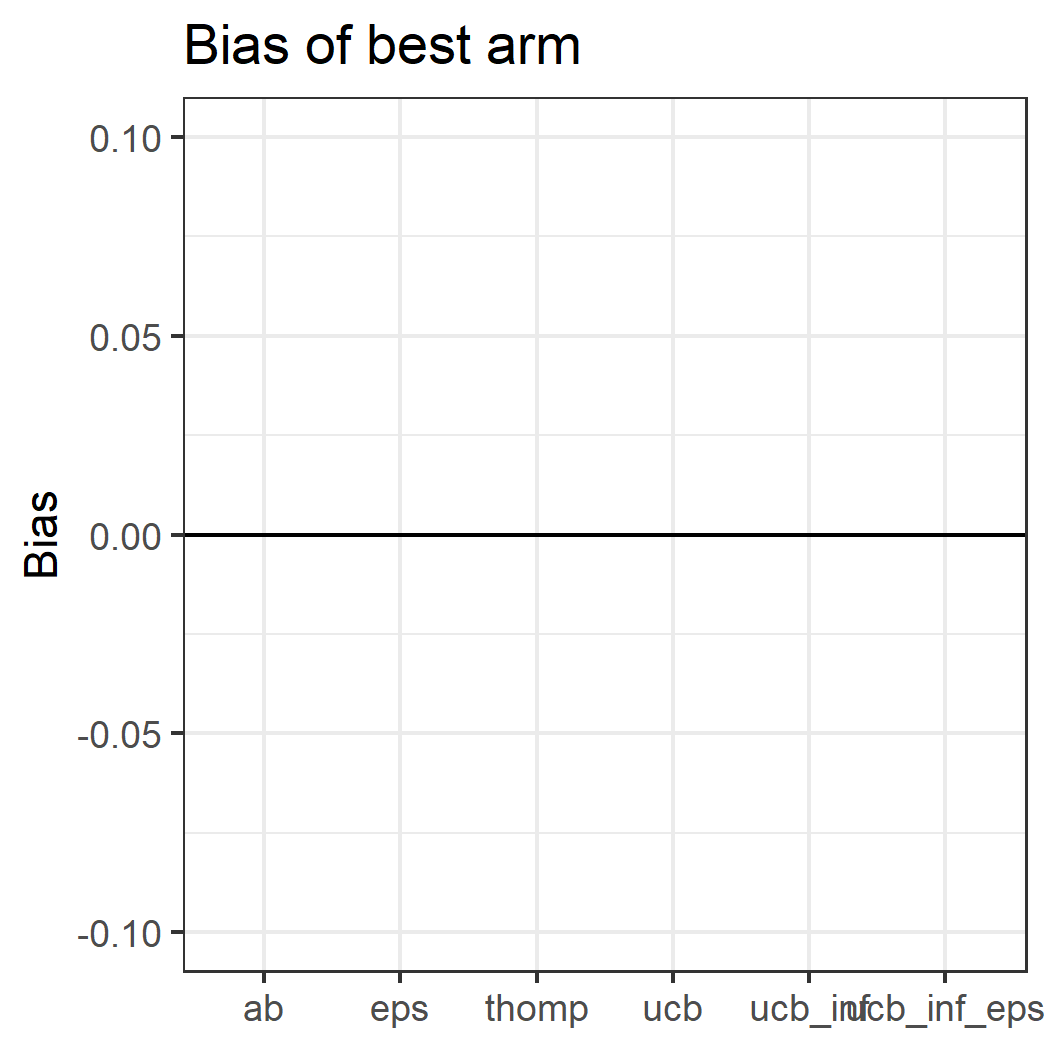 Bias of best arm
0.10
0.05
0.00
-0.05
-0.10
Bias
ab eps thomp ucb ucb_inf ucb_inf_eps